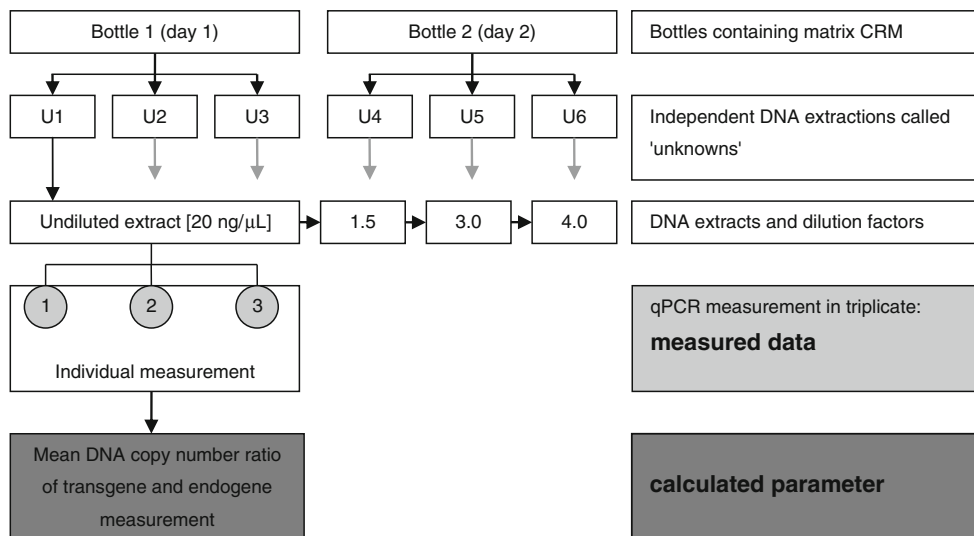 Bottle 1 (day 1)
Bottle 2 (day 2)
Bottles containing matrix CRM
U1
U2
U3
U4
U5
U6
Independent DNA extractions called
'unknowns'
Undiluted extract [20 ng/μL]
1.5
3.0
4.0
DNA extracts and dilution factors
1
2
3
Individual measurement
qPCR measurement in triplicate:
measured data
Mean DNA copy number ratio
of transgene and endogene
measurement
calculated parameter